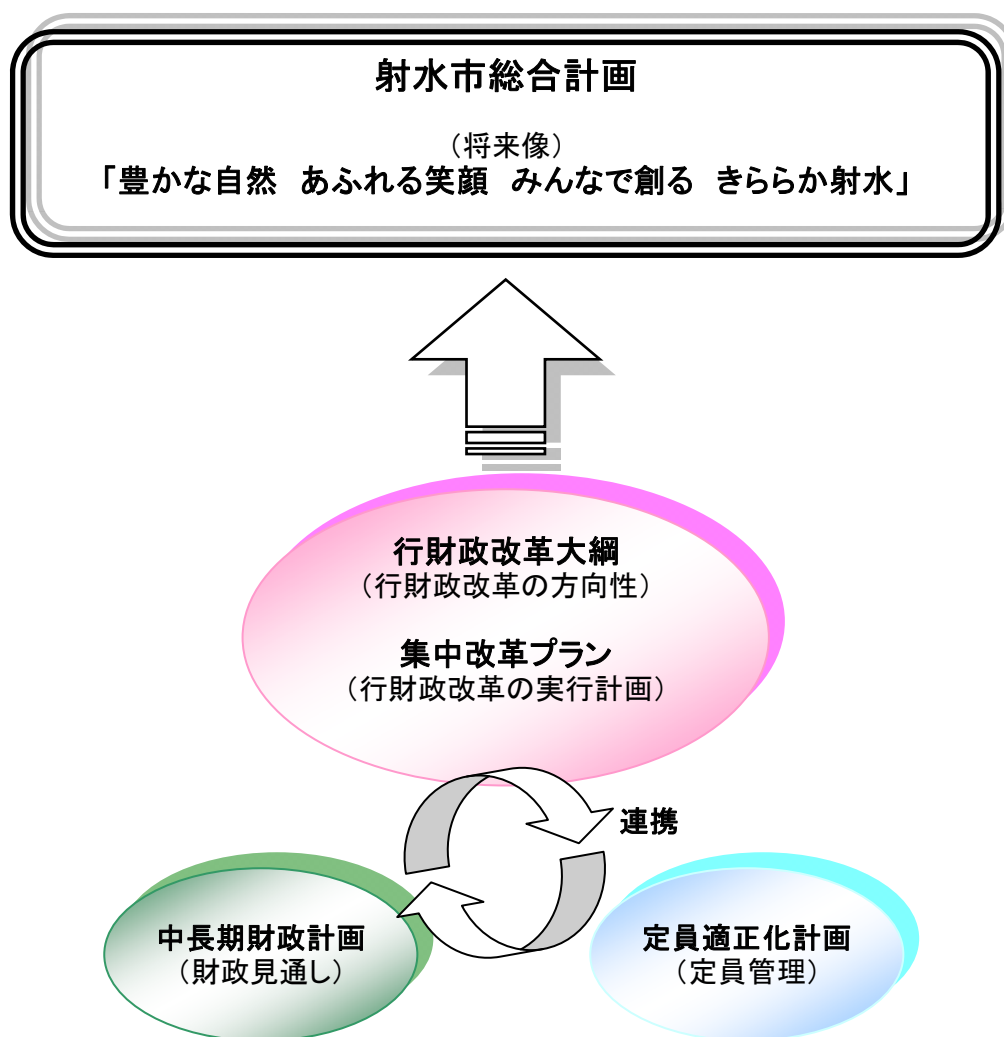 射水市総合計画
（将来像）
「豊かな自然　あふれる笑顔　みんなで創る　きららか射水」
行財政改革大綱
（行財政改革の方向性）
集中改革プラン
（行財政改革の実行計画）
連携
中長期財政計画
（財政見通し）
定員適正化計画
（定員管理）